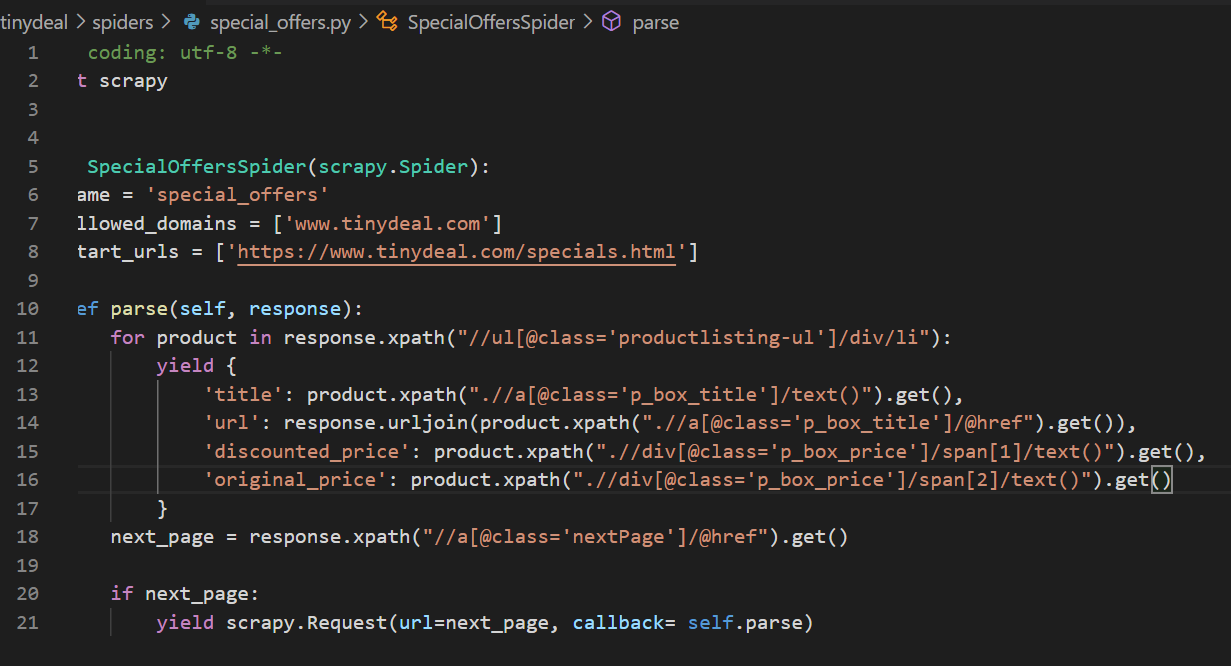 tinydeal > spiders > special_offers.py > SpecialOffersSpider > parse
1 coding: utf-8 -*-
2 t scrapy
3
4
5 SpecialOffersSpider(scrapy.Spider):
6 ame = 'special_offers'
7 llowed_domains = ['www.tinydeal.com']
8 tart_urls = ['https://www.tinydeal.com/specials.html']
9
10 ef parse(self, response):
11 for product in response.xpath("//ul[@class='productlisting-ul']/div/li"):
12 yield {
13 'title': product.xpath(".//a[@class='p_box_title']/text()").get(),
14 'url': response.urljoin(product.xpath(".//a[@class='p_box_title']/@href").get()),
15 'discounted_price': product.xpath(".//div[@class='p_box_price']/span[1]/text()").get(),
16 'original_price': product.xpath(".//div[@class='p_box_price']/span[2]/text()").get()
17 }
18 next_page = response.xpath("//a[@class='nextPage']/@href").get()
19
20 if next_page:
21 yield scrapy.Request(url=next_page, callback= self.parse)